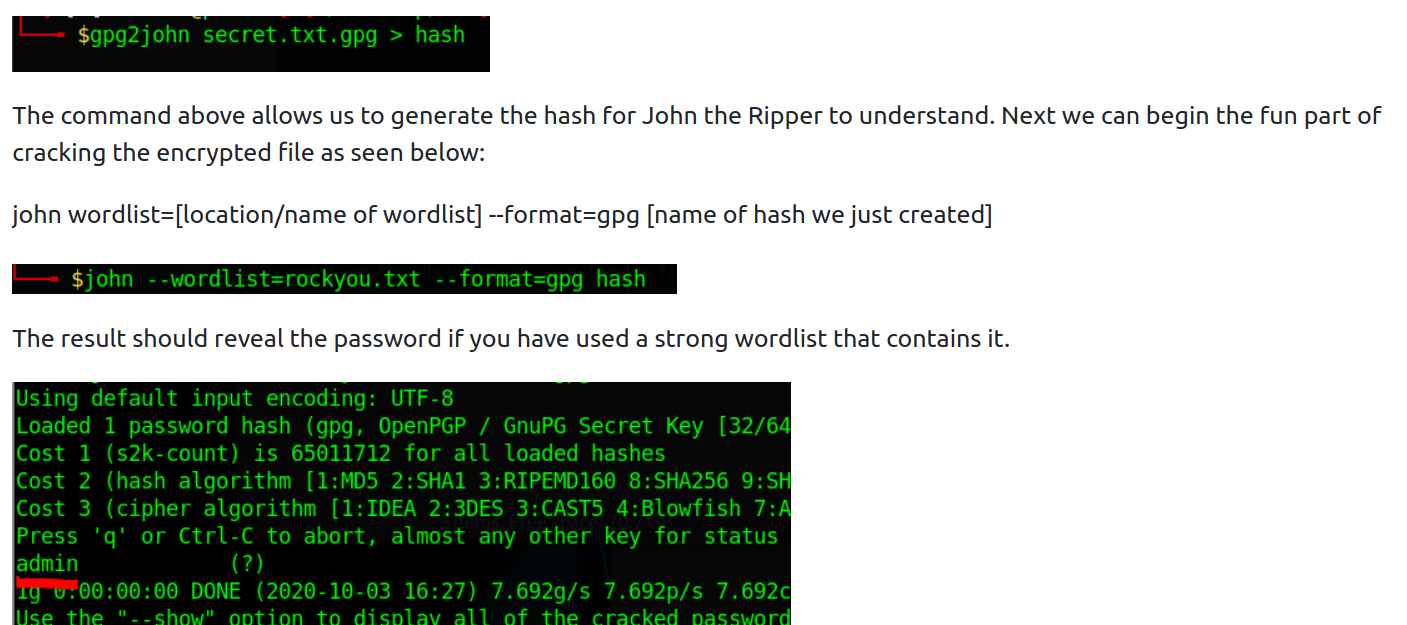 $gpg2john secret.txt.gpg > hash
The command above allows us to generate the hash for John the Ripper to understand. Next we can begin the fun part of
cracking the encrypted file as seen below:
john wordlist=[location/name of wordlist] --format=gpg [name of hash we just created]
$john --wordlist=rockyou.txt --format=gpg hash
The result should reveal the password if you have used a strong wordlist that contains it.
Using default input encoding: UTF-8
Loaded 1 password hash (gpg, OpenPGP / GnuPG Secret Key [32/64
Cost 1 (s2k-count) is 65011712 for all loaded hashes
Cost 2 (hash algorithm [1:MD5 2:SHA1 3:RIPEMD160 8:SHA256 9:SH
Cost 3 (cipher algorithm [1:IDEA 2:3DES 3:CAST5 4:Blowfish 7:A
Press 'q' or Ctrl-C to abort, almost any other key for status
admin (?)
1g 0:00:00:00 DONE (2020-10-03 16:27) 7.692g/s 7.692p/s 7.692c
Use the "--show" option to display all of the cracked password